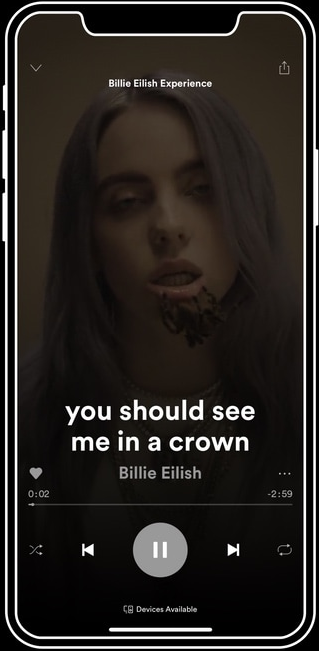 Billie Eilish Experience
you should see
me in a crown
Billie Eilish
0:02
-2:59
Devices Available